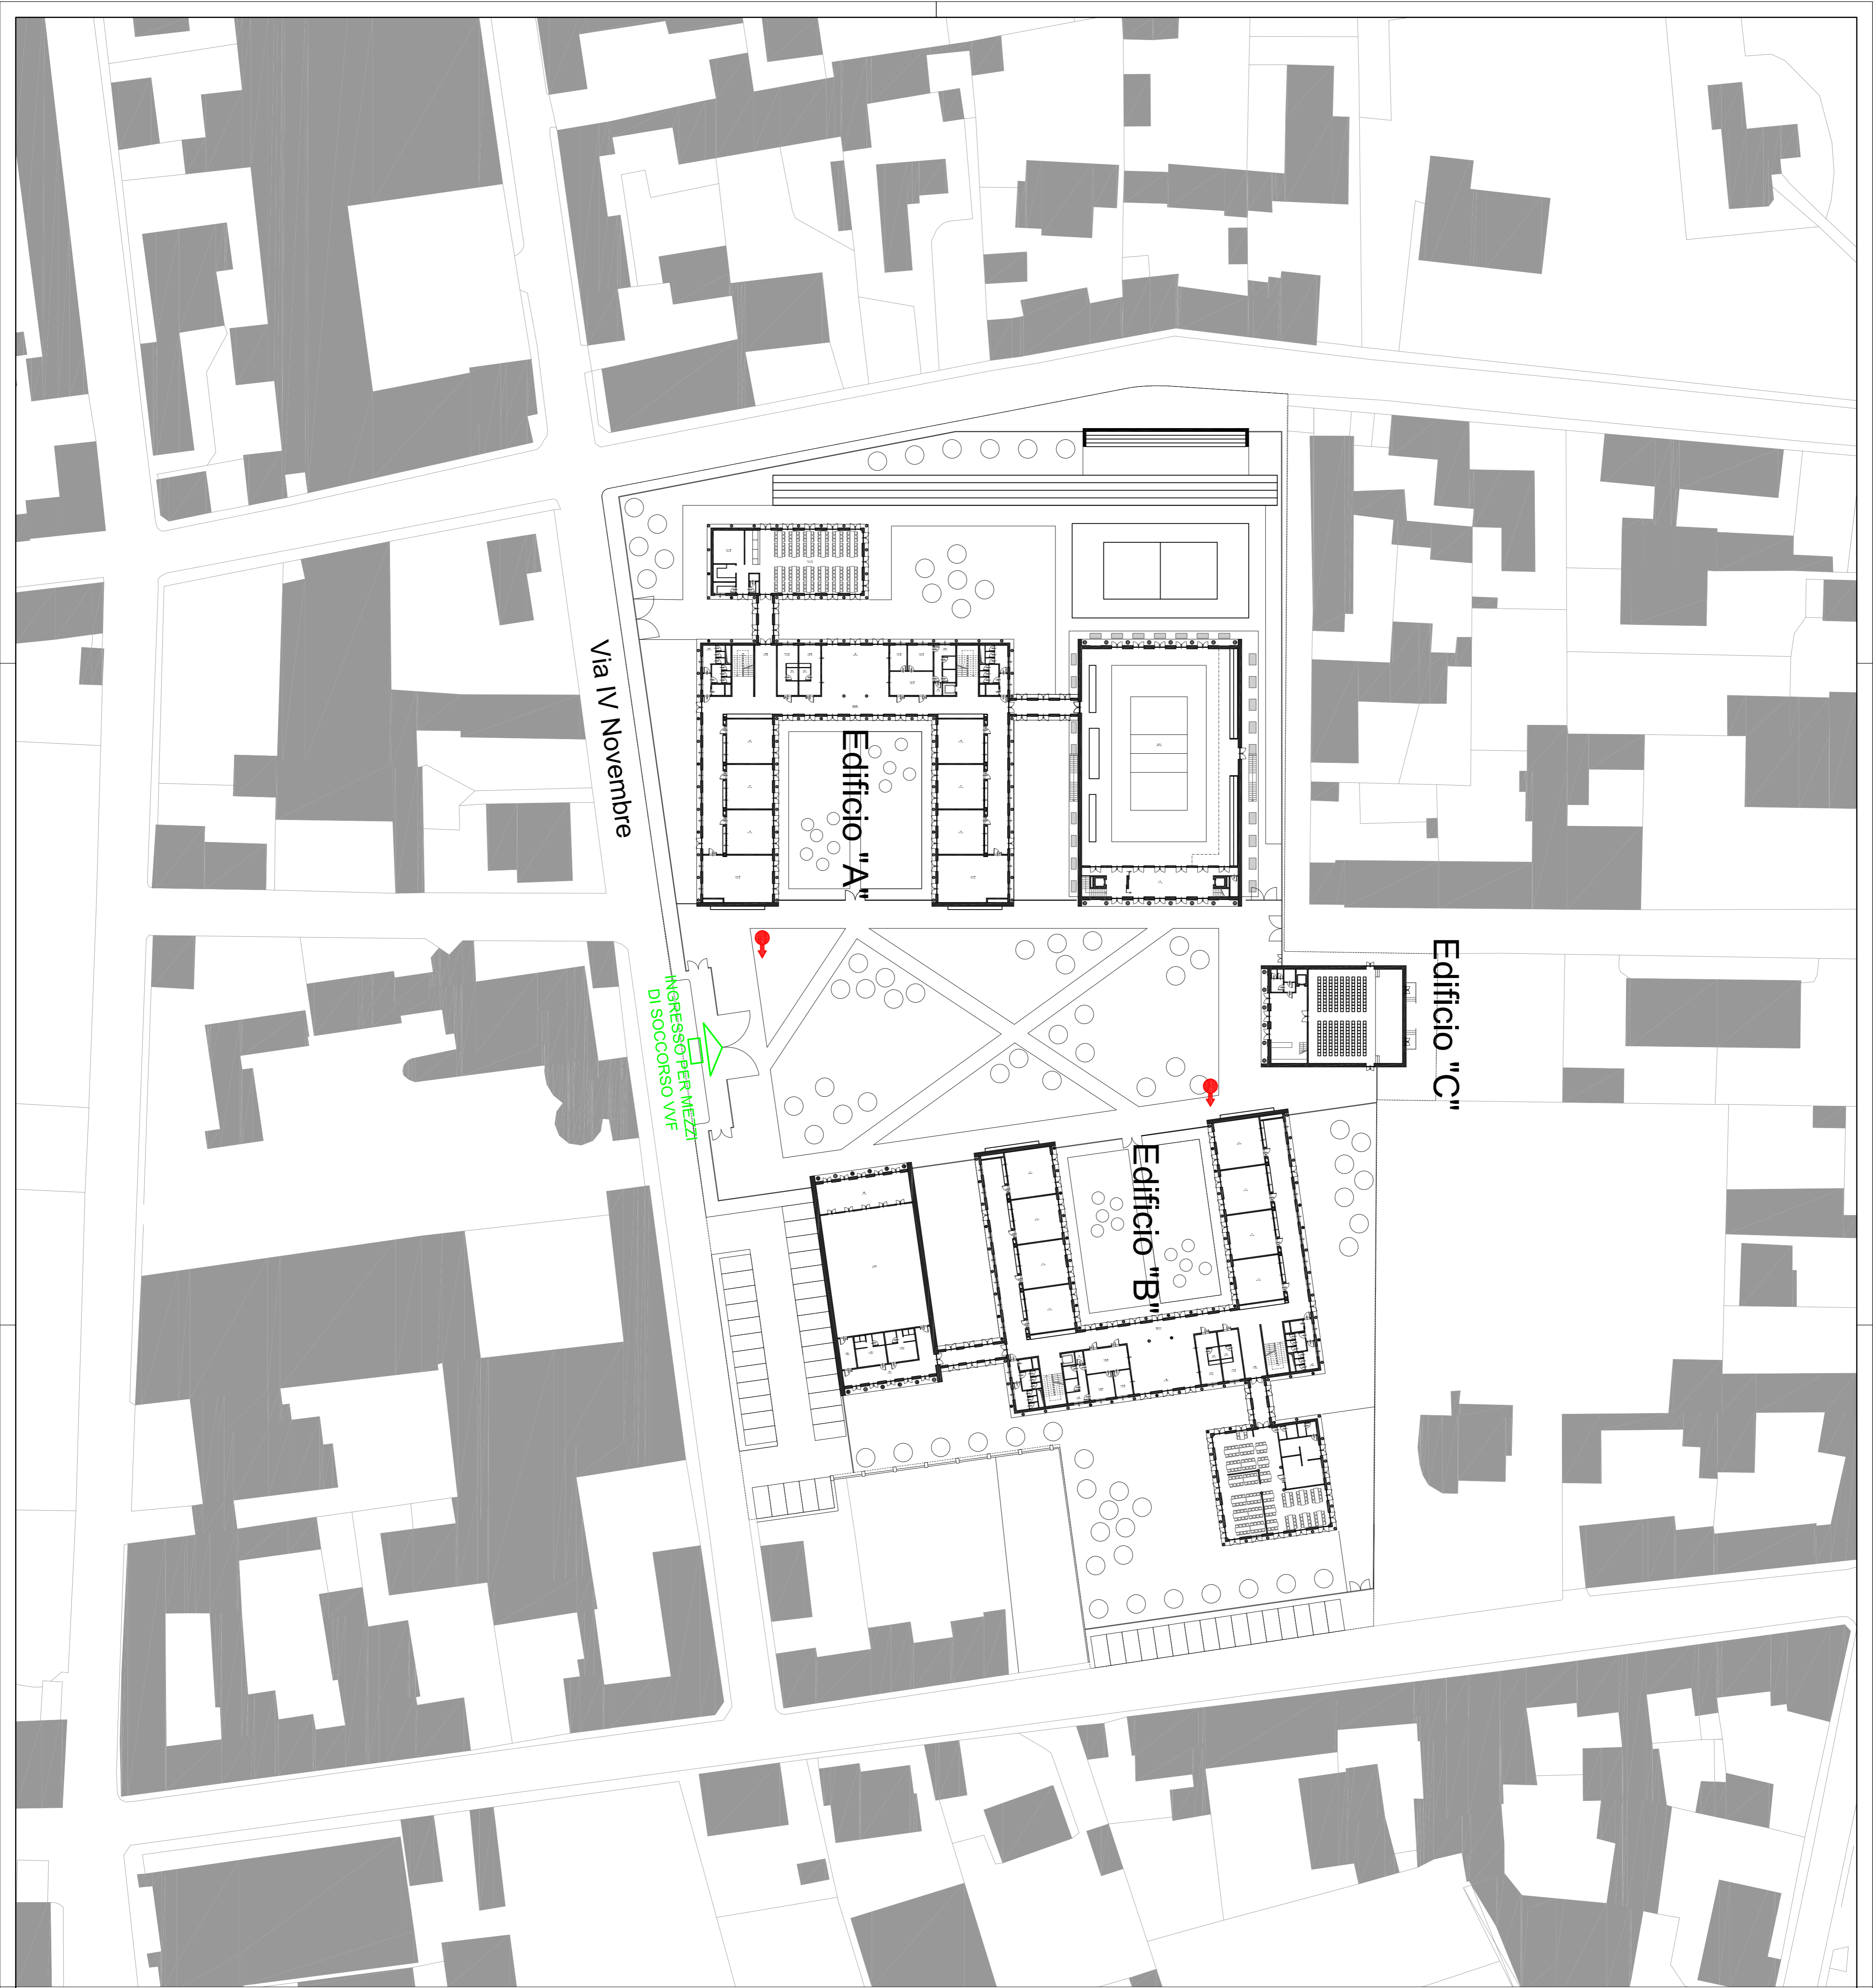 Via IV Novembre
Edificio "A"
Edificio "C"
INGRESSO PER MEZZI
DI SOCCORSO VVF
Edificio "B"